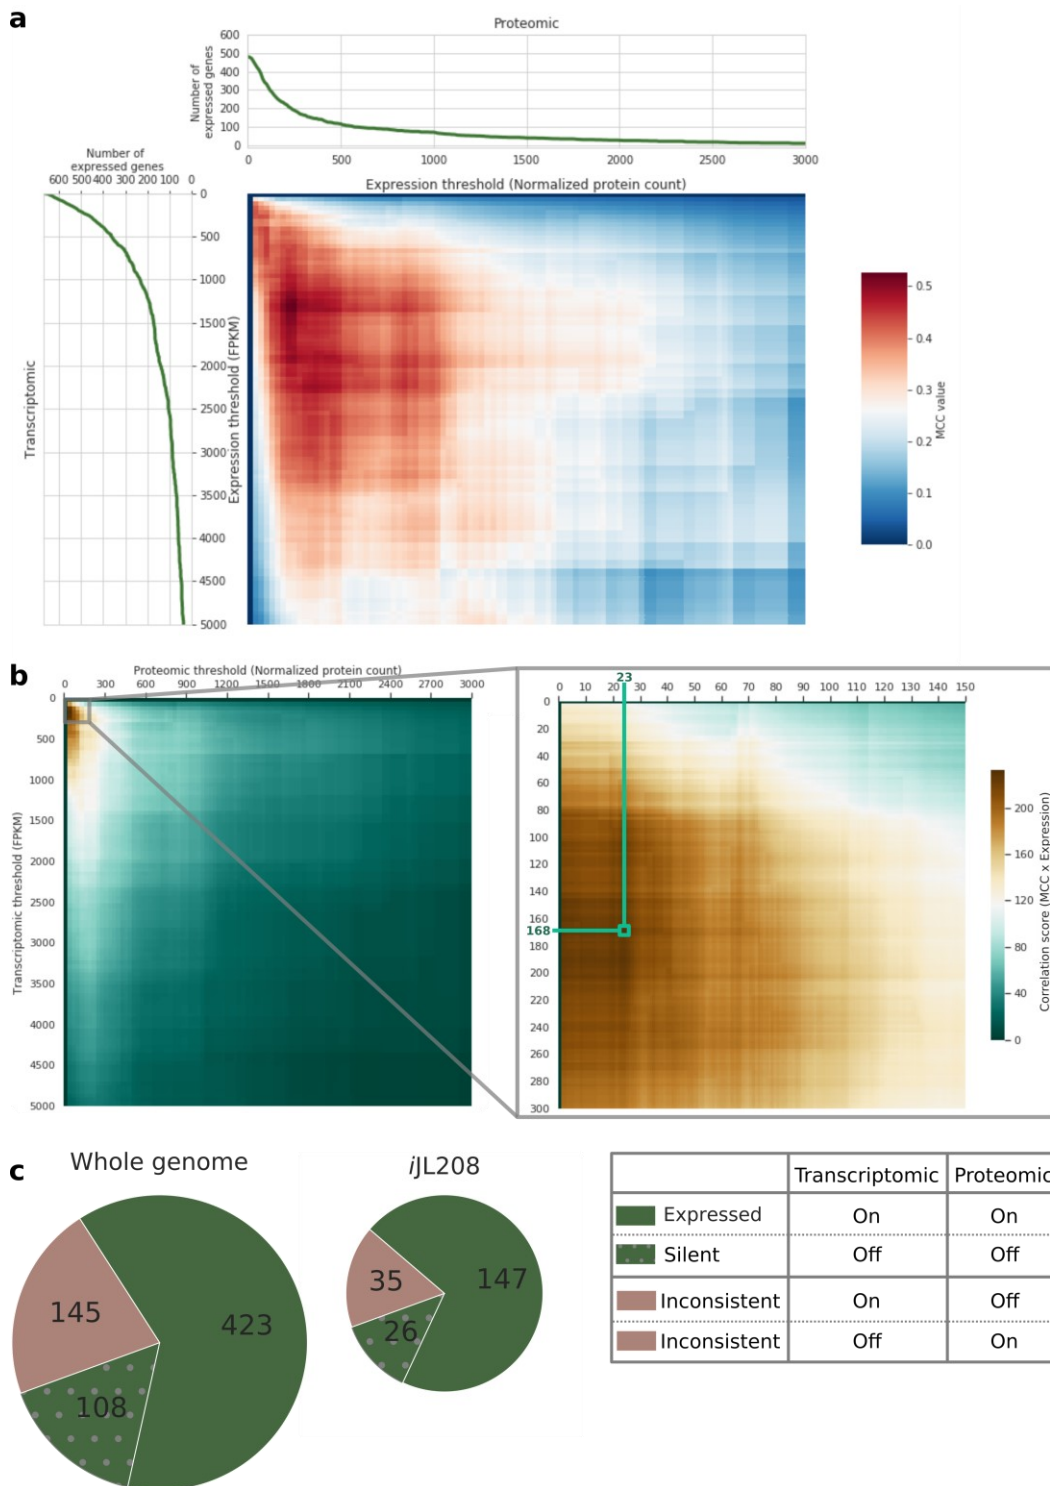 a
Proteomic
Number of
expressed genes
600
500
400
300
200
100
0
0 500 1000 1500 2000 2500 3000
Expression threshold (Normalized protein count)
Number of
expressed genes
600 500 400 300 200 100 0
Transcriptomic
0
500
1000
1500
2000
2500
3000
3500
4000
4500
5000
Expression threshold (FPKM)
0.5
0.4
0.3
0.2
0.1
0.0
MCC value
b
Proteomic threshold (Normalized protein count)
0 300 600 900 1200 1500 1800 2100 2400 2700 3000
Transcriptomic threshold (FPKM)
0
500
1000
1500
2000
2500
3000
3500
4000
4500
5000
23
0 10 20 30 40 50 60 70 80 90 100 110 120 130 140 150
0
20
40
60
80
100
120
140
160
168
180
200
220
240
260
280
300
200
160
120
80
40
0
Correlation score (MCC x Expression)
c
Whole genome
145
423
108
iJL208
35
147
26
Transcriptomic Proteomic
Expressed On On
Silent Off Off
Inconsistent On Off
Inconsistent Off On